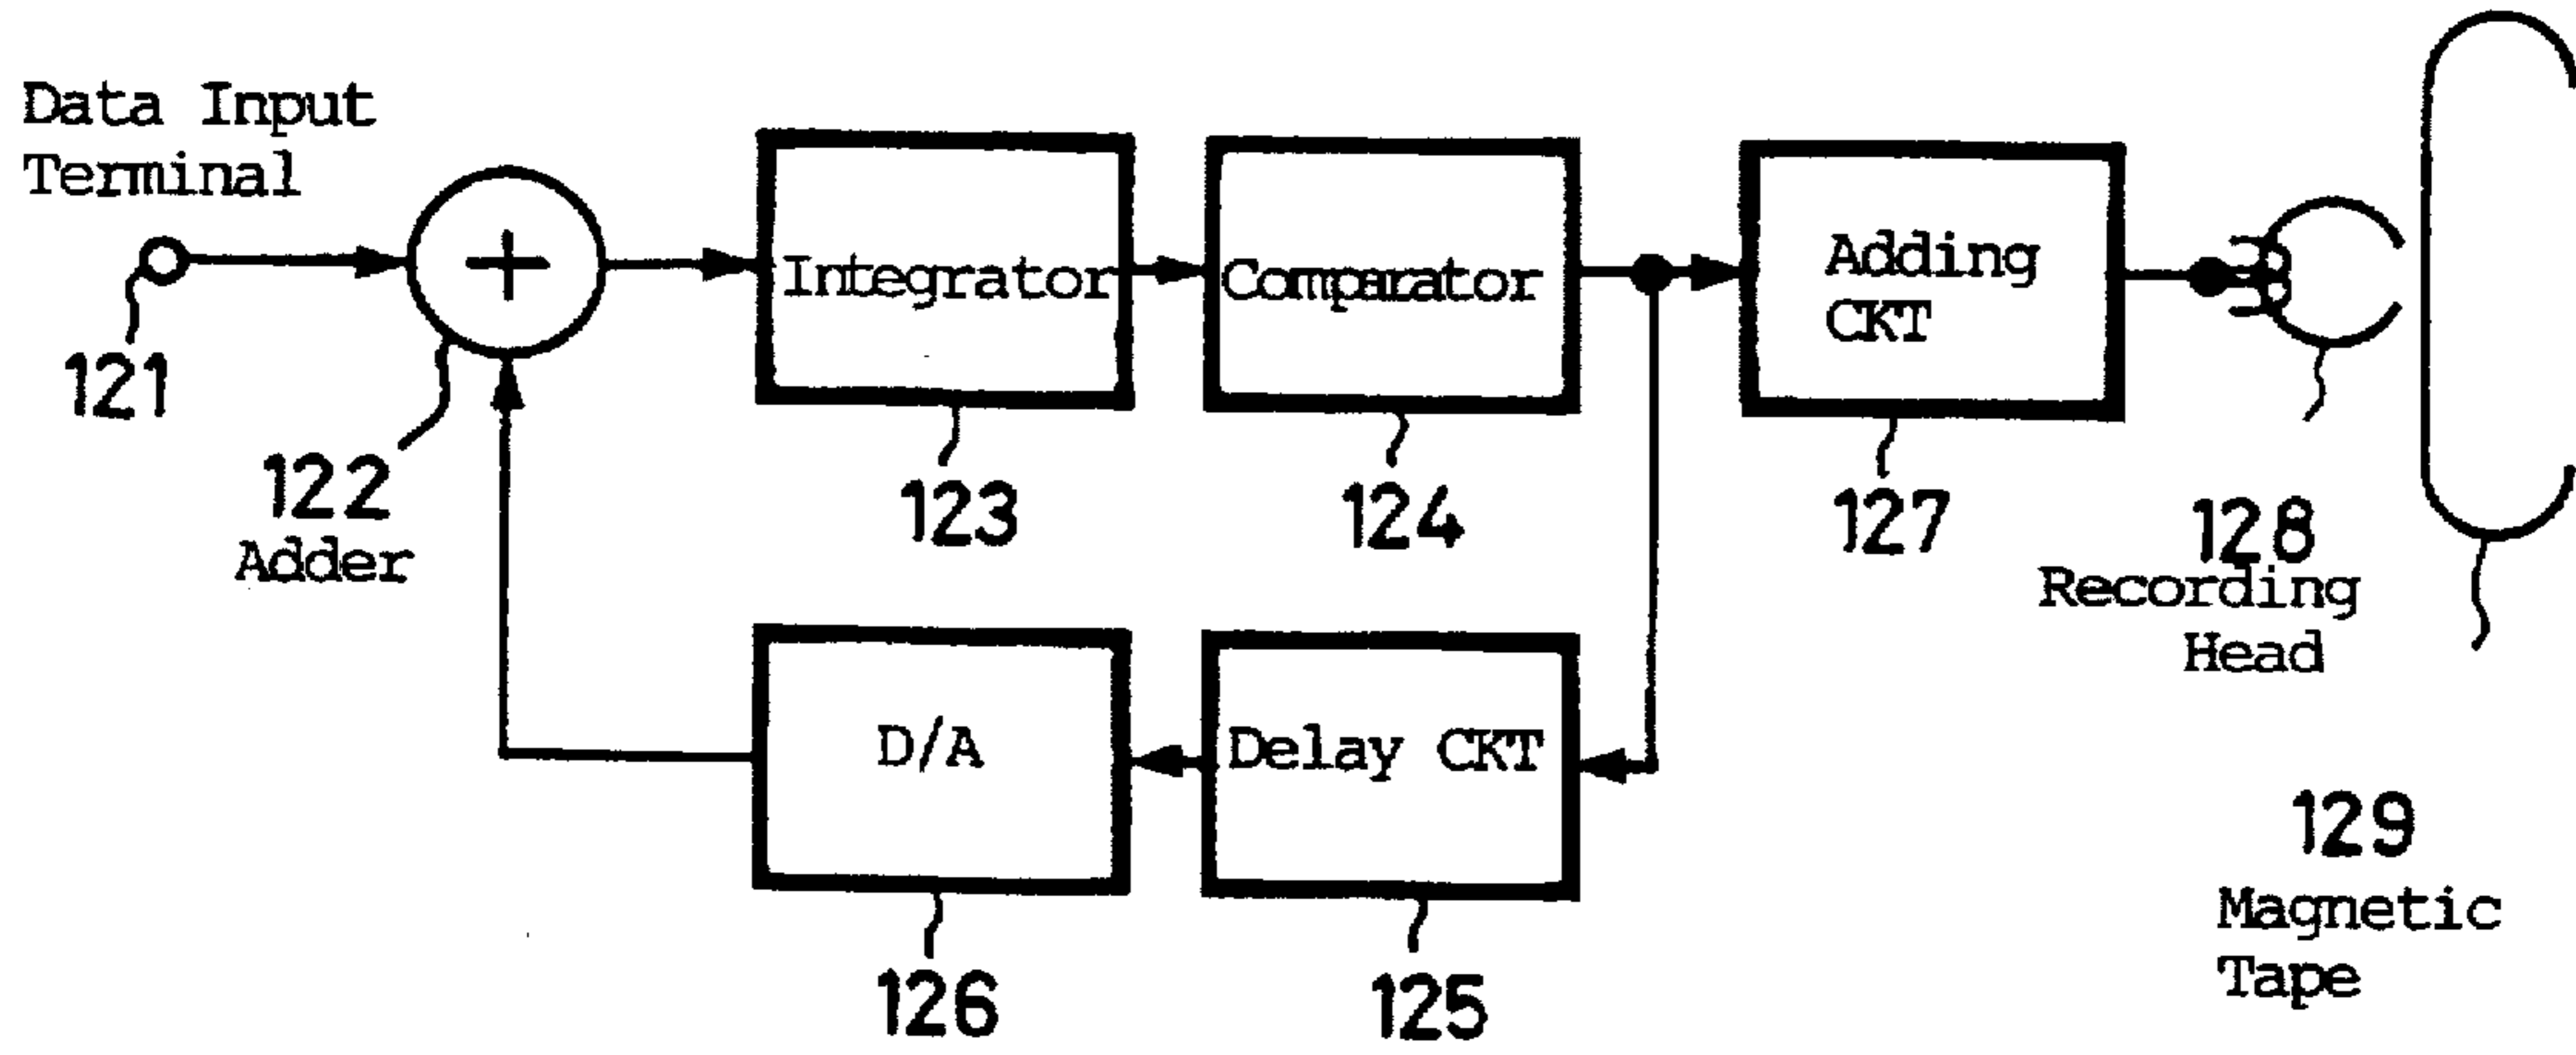 Data Input
Terminal
121
+
122
Adder
Integrator
123
Comparator
124
Adding
CKT
127
128
Recording
Head
D/A
126
Delay CKT
125
129
Magnetic
Tape